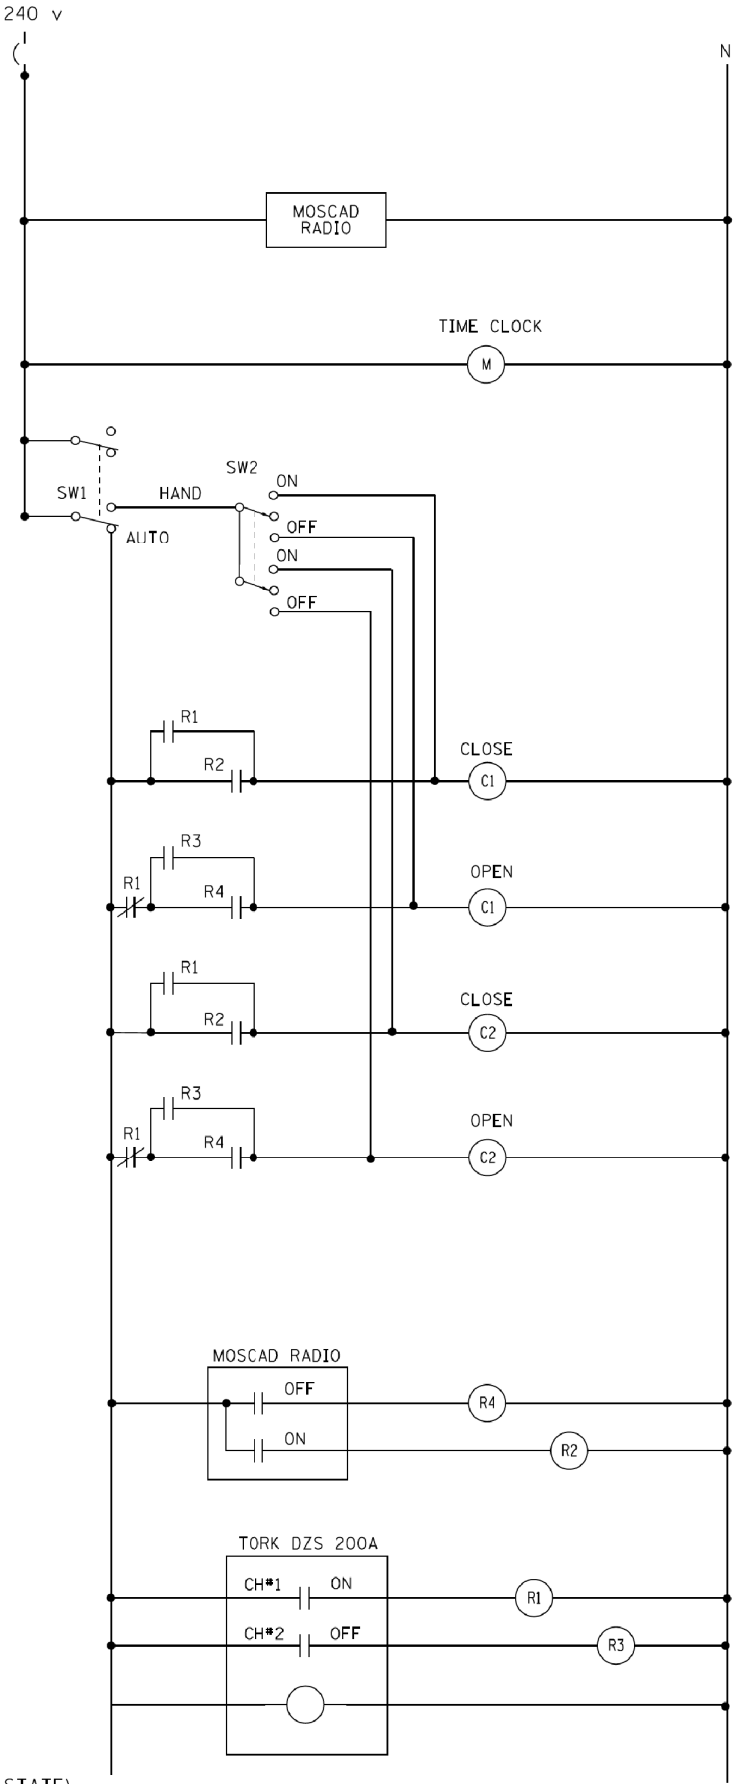 240 v
N
MOSCAD
RADIO
TIME CLOCK
M
SW1
HAND
AUTO
SW2
ON
OFF
ON
OFF
R1
R2
CLOSE
C1
R3
R1
R4
OPEN
C1
R1
R2
CLOSE
C2
R3
R1
R4
OPEN
C2
MOSCAD RADIO
OFF
R4
ON
R2
TORK DZS 200A
CH#1
ON
R1
CH#2
OFF
R3